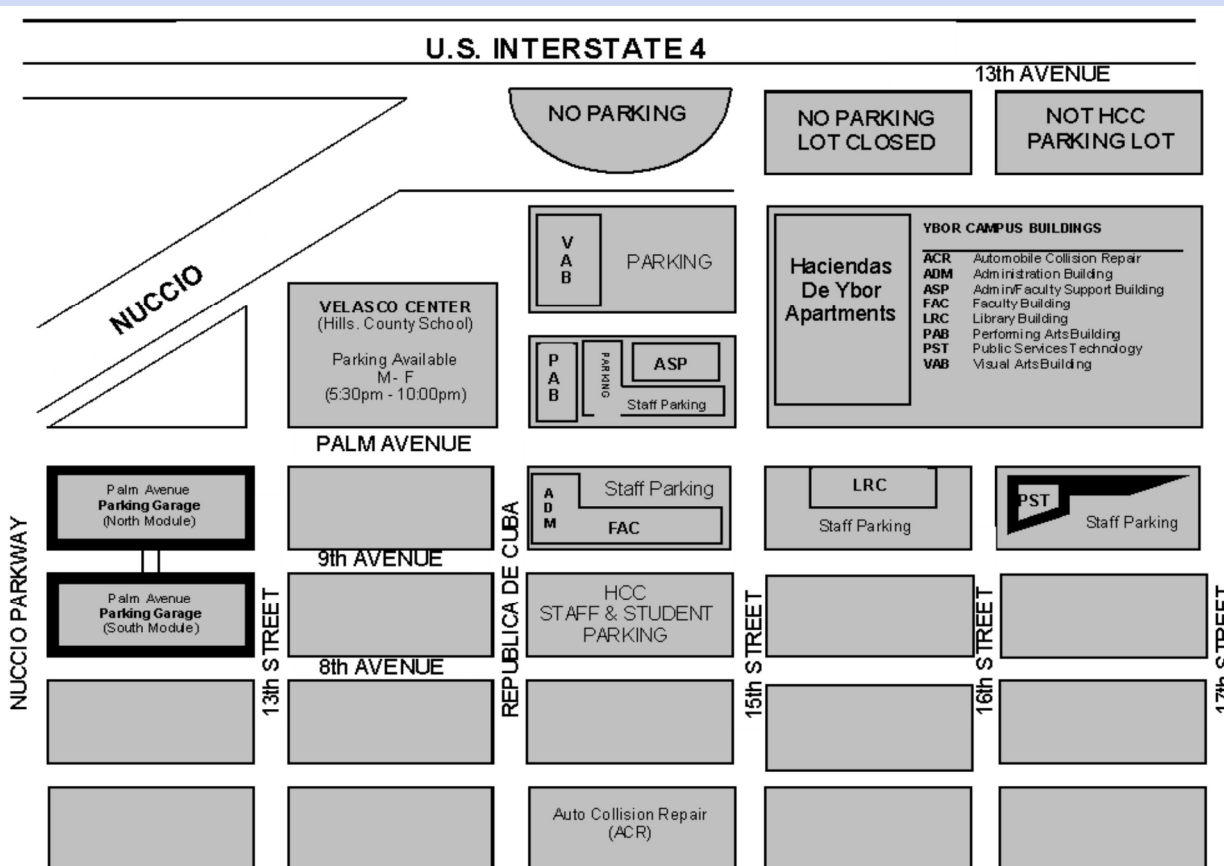 U.S. INTERSTATE 4
13th AVENUE
NO PARKING
NO PARKING
LOT CLOSED
NOT HCC
PARKING LOT
NUCCIO
VAB
PARKING
Haciendas
De Ybor
Apartments
YBOR CAMPUS BUILDINGS
ACR Automobile Collision Repair
ADM Administration Building
ASP Admin/Faculty Support Building
FAC Faculty Building
LRC Library Building
PAB Performing Arts Building
PST Public Services Technology
VAB Visual Arts Building
VELASCO CENTER
(Hills. County School)
Parking Available
M- F
(5:30pm - 10:00pm)
PAB
PARKING
ASP
Staff Parking
PALM AVENUE
Palm Avenue
Parking Garage
(North Module)
ADM
Staff Parking
FAC
LRC
Staff Parking
PST
Staff Parking
9th AVENUE
Palm Avenue
Parking Garage
(South Module)
HCC
STAFF & STUDENT
PARKING
8th AVENUE
NUCCIO PARKWAY
13th STREET
REPUBLICA DE CUBA
15th STREET
16th STREET
17th STREET
Auto Collision Repair
(ACR)